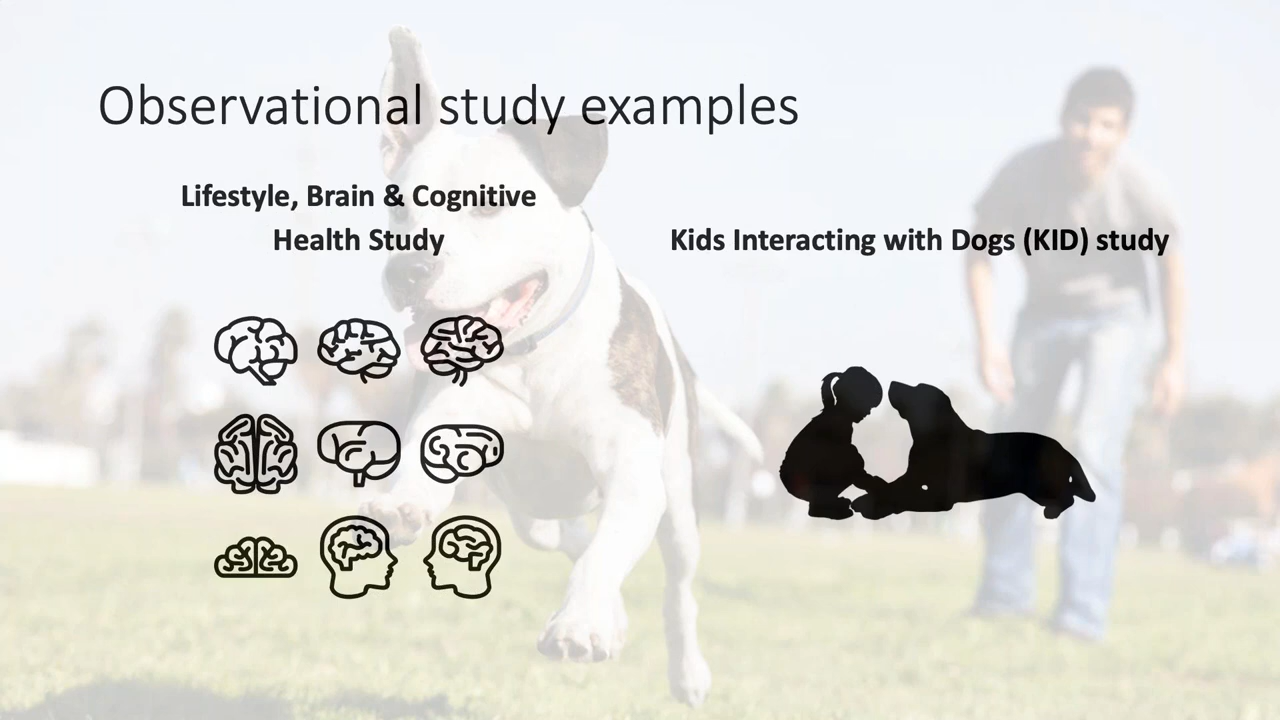 Observational study examples
Lifestyle, Brain & Cognitive
Health Study
Kids Interacting with Dogs (KID) study